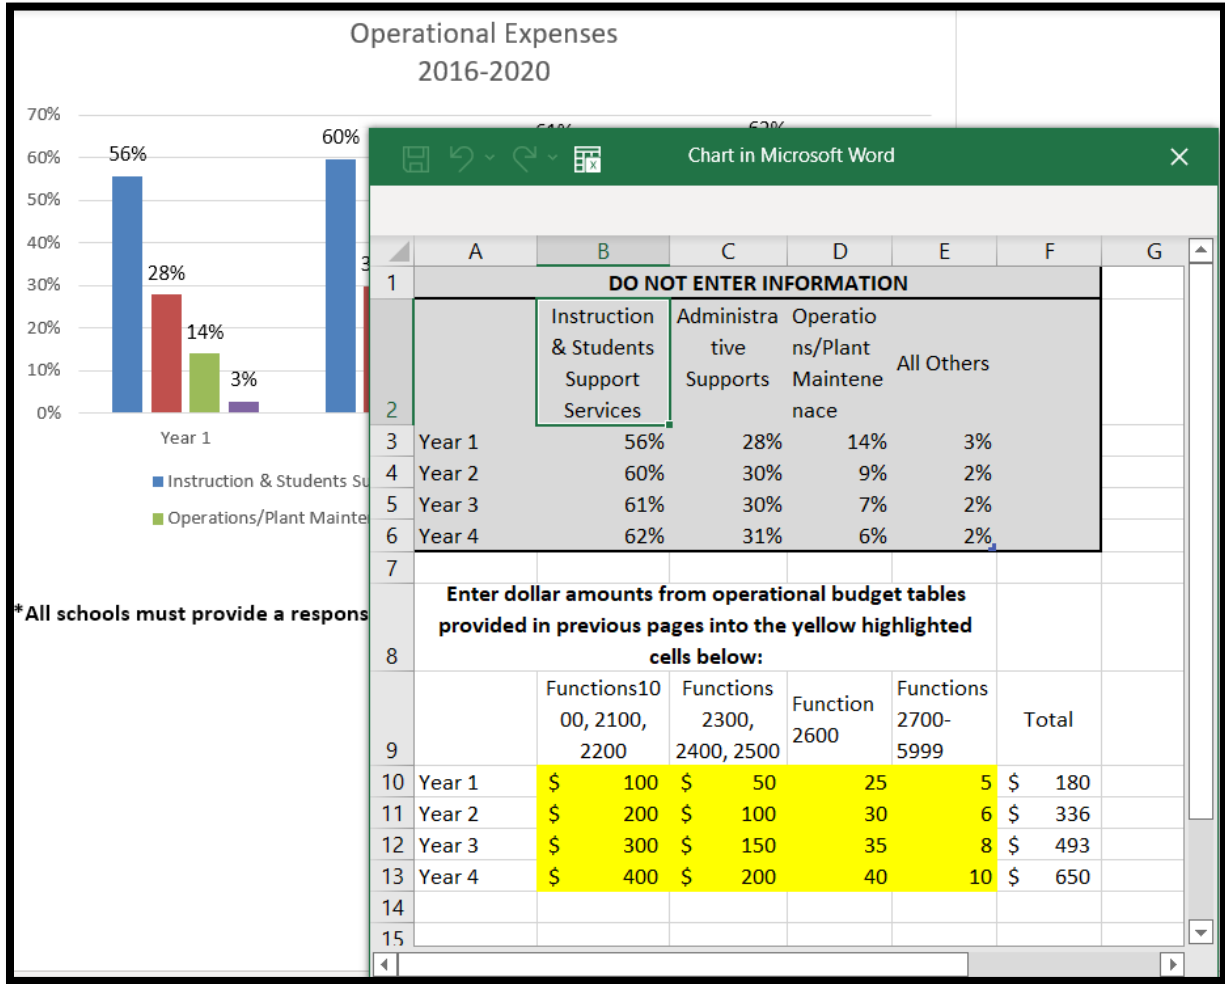 Operational Expenses
2016-2020
70%
60%
50%
40%
30%
20%
10%
0%
56%
28%
14%
3%
60%
Year 1
Instruction & Students Su
Operations/Plant Mainte
*All schools must provide a respons
Chart in Microsoft Word
A B C D E F G
1 DO NOT ENTER INFORMATION
Instruction Administra Operatio
& Students tive ns/Plant
All Others
Support Supports Maintene
2 Services nace
3 Year 1 56% 28% 14% 3%
4 Year 2 60% 30% 9% 2%
5 Year 3 61% 30% 7% 2%
6 Year 4 62% 31% 6% 2%
7
Enter dollar amounts from operational budget tables
provided in previous pages into the yellow highlighted
8 cells below:
Functions10 Functions Function Functions
00, 2100, 2300, 2600 2700- Total
9 2200 2400, 2500 5999
10 Year 1 $ 100 $ 50 25 5 $ 180
11 Year 2 $ 200 $ 100 30 6 $ 336
12 Year 3 $ 300 $ 150 35 8 $ 493
13 Year 4 $ 400 $ 200 40 10 $ 650
14
15